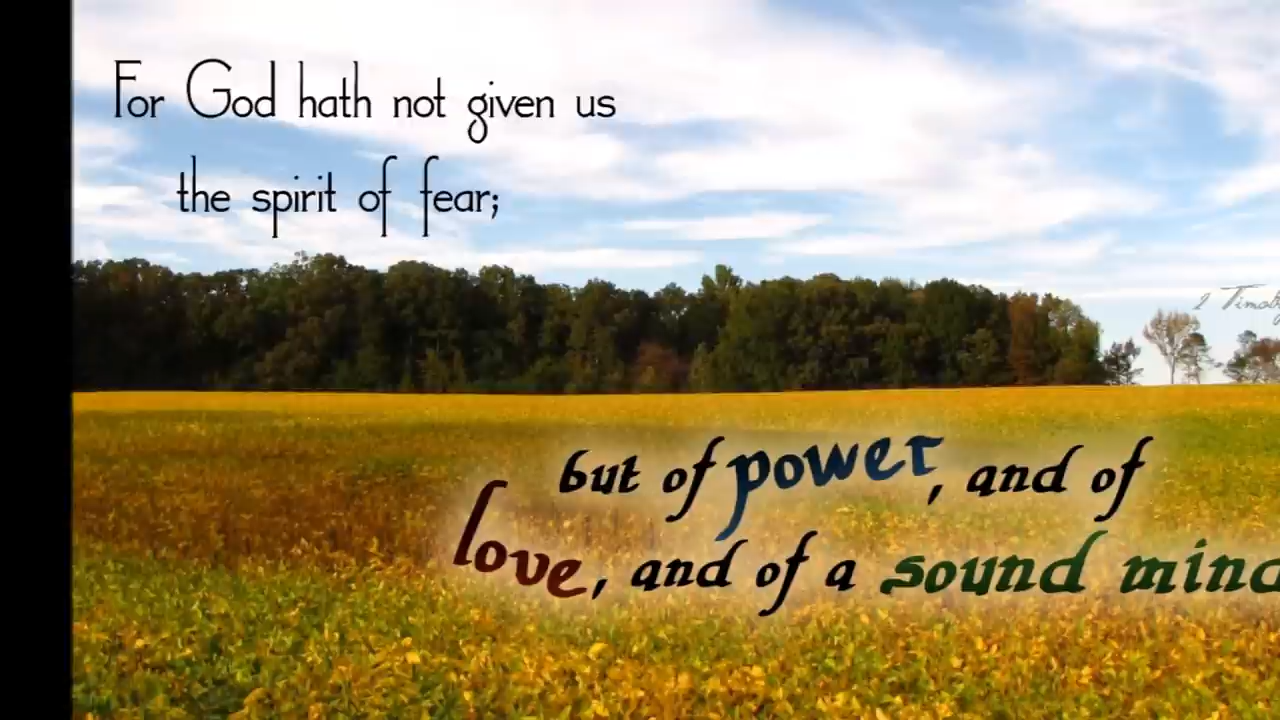 For God hath not given us
the spirit of fear;
2
but of power, and of
love, and of a sound